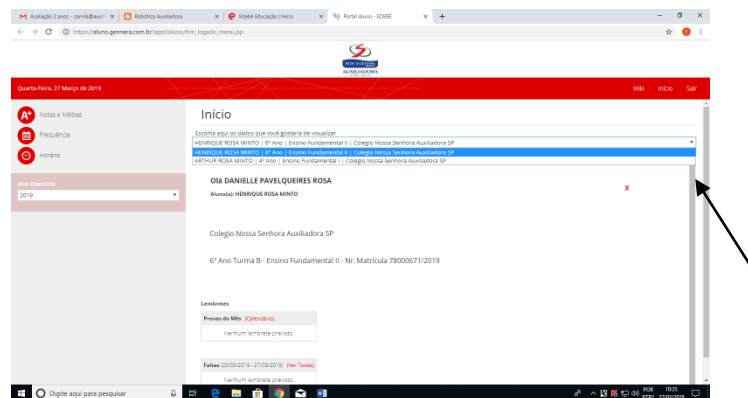 Avaliação 2 anos - camila@auxil
Robótica Auxiliadora
Edebê Educação | Início
Portal Aluno - EDEBÊ
https://aluno.gennera.com.br/appl/aluno/frm_logado_menu.jsp
AUXILIADORA
Quarta-Feira, 27 Março de 2019
Wiki Início Sair
A+ Notas e Médias
Frequência
Horário
Ano Exercício
2019
Início
Escolha aqui os dados que você gostaria de visualizar
HENRIQUE ROSA MINTO | 6º Ano | Ensino Fundamental II | Colegio Nossa Senhora Auxiliadora SP
HENRIQUE ROSA MINTO | 6º Ano | Ensino Fundamental II | Colegio Nossa Senhora Auxiliadora SP
ARTHUR ROSA MINTO | 4º Ano | Ensino Fundamental I | Colegio Nossa Senhora Auxiliadora SP
Olá DANIELLE PAVELQUEIRES ROSA
X
Aluno(a): HENRIQUE ROSA MINTO
Colegio Nossa Senhora Auxiliadora SP
6º Ano Turma B - Ensino Fundamental II - Nr. Matrícula 78000671/2019
Lembretes
Provas do Mês (Calendário)
Nenhum lembrete previsto.
Faltas (20/03/2019 - 27/03/2019) (Ver Todas)
Nenhum lembrete previsto.
Digite aqui para pesquisar
POR
PTB2
10:35
27/03/2019